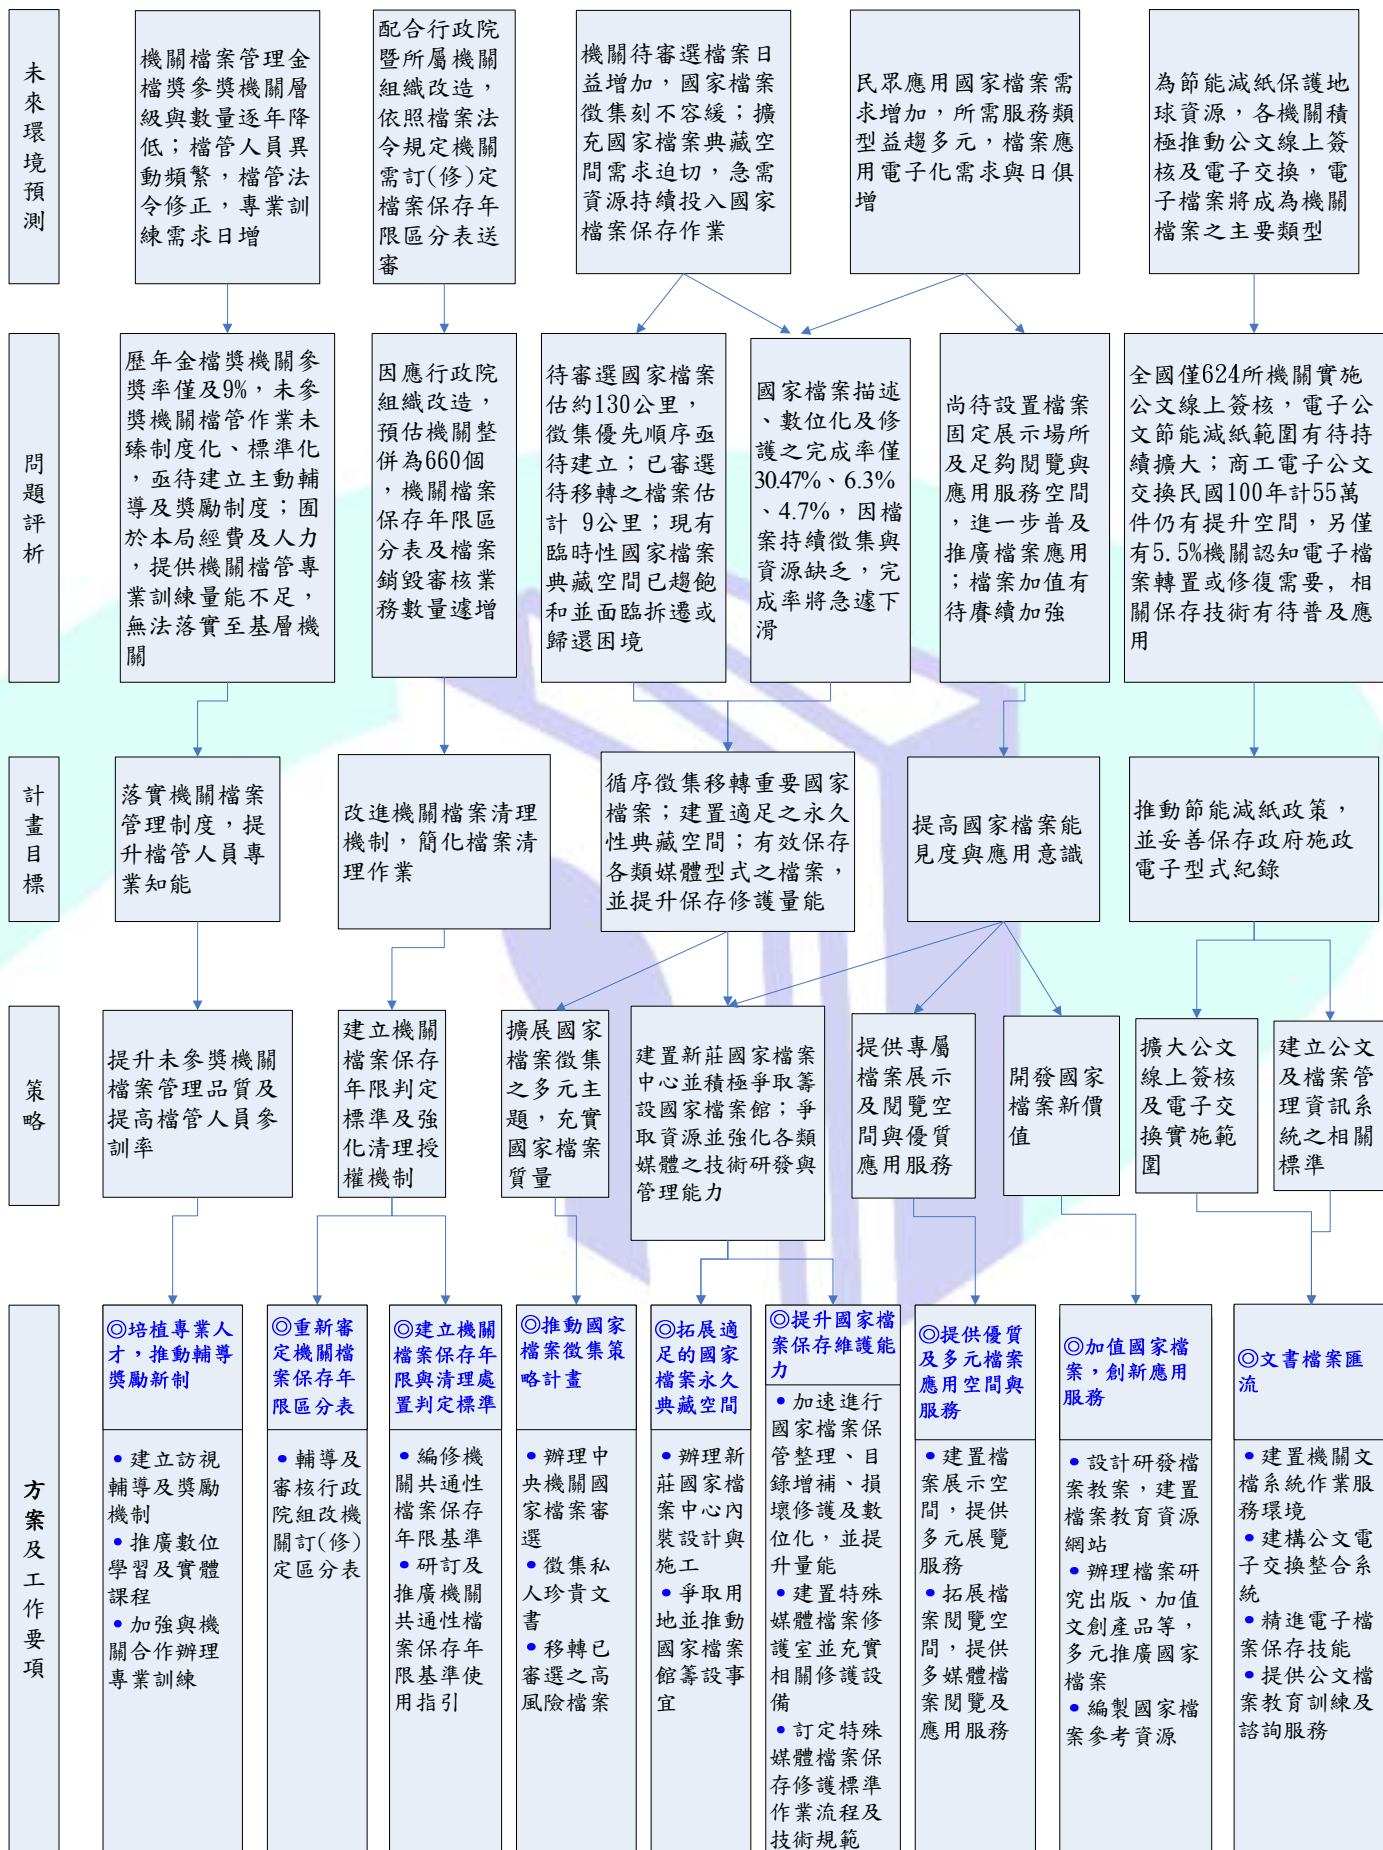 未
來
環
境
預
測
機關檔案管理金
檔獎參獎機關層
級與數量逐年降
低；檔管人員異
動頻繁，檔管法
令修正，專業訓
練需求日增
配合行政院
暨所屬機關
組織改造，
依照檔案法
令規定機關
需訂(修)定
檔案保存年
限區分表送
審
機關待審選檔案日
益增加，國家檔案
徵集刻不容緩；擴
充國家檔案典藏空
間需求迫切，急需
資源持續投入國家
檔案保存作業
民眾應用國家檔案需
求增加，所需服務類
型益趨多元，檔案應
用電子化需求與日俱
增
為節能減紙保護地
球資源，各機關積
極推動公文線上簽
核及電子交換，電
子檔案將成為機關
檔案之主要類型
問
題
評
析
歷年金檔獎機關參
獎率僅及9%，未參
獎機關檔管作業未
臻制度化、標準化
，亟待建立主動輔
導及獎勵制度；囿
於本局經費及人力
，提供機關檔管專
業訓練量能不足，
無法落實至基層機
關
因應行政院
組織改造，
預估機關整
併為660個
，機關檔案
保存年限區
分表及檔案
銷毀審核業
務數量遽增
待審選國家檔案
估約130公里，
徵集優先順序亟
待建立；已審選
待移轉之檔案估
計 9公里；現有
臨時性國家檔案
典藏空間已趨飽
和並面臨拆遷或
歸還困境
國家檔案描述
、數位化及修
護之完成率僅
30.47%、6.3%
、4.7%，因檔
案持續徵集與
資源缺乏，完
成率將急遽下
滑
尚待設置檔案
固定展示場所
及足夠閱覽與
應用服務空間
，進一步普及
推廣檔案應用
；檔案加值有
待賡續加強
全國僅624所機關實施
公文線上簽核，電子公
文節能減紙範圍有待持
續擴大；商工電子公文
交換民國100年計55萬
件仍有提升空間，另僅
有5.5%機關認知電子檔
案轉置或修復需要，相
關保存技術有待普及應
用
計
畫
目
標
落實機關檔案
管理制度，提
升檔管人員專
業知能
改進機關檔案清理
機制，簡化檔案清
理作業
循序徵集移轉重要國家
檔案；建置適足之永久
性典藏空間；有效保存
各類媒體型式之檔案，
並提升保存修護量能
提高國家檔案能
見度與應用意識
推動節能減紙政策，
並妥善保存政府施政
電子型式紀錄
策
略
提升未參獎機關
檔案管理品質及
提高檔管人員參
訓率
建立機關
檔案保存
年限判定
標準及強
化清理授
權機制
擴展國家
檔案徵集
之多元主
題，充實
國家檔案
質量
建置新莊國家檔案
中心並積極爭取籌
設國家檔案館；爭
取資源並強化各類
媒體之技術研發與
管理能力
提供專屬
檔案展示
及閱覽空
間與優質
應用服務
開發國家
檔案新價
值
擴大公文
線上簽核
及電子交
換實施範
圍
建立公文
及檔案管
理資訊系
統之相關
標準
方
案
及
工
作
要
項
◎培植專業人
才，推動輔導
獎勵新制
•建立訪視
輔導及獎勵
機制
•推廣數位
學習及實體
課程
•加強與機
關合作辦理
專業訓練
◎重新審
定機關檔
案保存年
限區分表
•輔導及
審核行政
院組改機
關訂(修)
定區分表
◎建立機關
檔案保存年
限與清理處
置判定標準
•編修機
關共通性
檔案保存
年限基準
•研訂及
推廣機關
共通性檔
案保存年
限基準使
用指引
◎推動國家
檔案徵集策
略計畫
•辦理中
央機關國
家檔案審
選
•徵集私
人珍貴文
書
•移轉已
審選之高
風險檔案
◎拓展適
足的國家
檔案永久
典藏空間
•辦理新
莊國家檔
案中心內
裝設計與
施工
•爭取用
地並推動
國家檔案
館籌設事
宜
◎提升國家檔
案保存維護能
力
•加速進行
國家檔案保
管整理、目
錄增補、損
壞修護及數
位化，並提
升量能
•建置特殊
媒體檔案修
護室並充實
相關修護設
備
•訂定特殊
媒體檔案保
存修護標準
作業流程及
技術規範
◎提供優質
及多元檔案
應用空間與
服務
•建置檔
案展示空
間，提供
多元展覽
服務
•拓展檔
案閱覽空
間，提供
多媒體檔
案閱覽及
應用服務
◎加值國家檔
案，創新應用
服務
•設計研發檔
案教案，建置
檔案教育資源
網站
•辦理檔案研
究出版、加值
文創產品等，
多元推廣國家
檔案
•編製國家檔
案參考資源
◎文書檔案匯
流
•建置機關文
檔系統作業服
務環境
•建構公文電
子交換整合系
統
•精進電子檔
案保存技能
•提供公文檔
案教育訓練及
諮詢服務